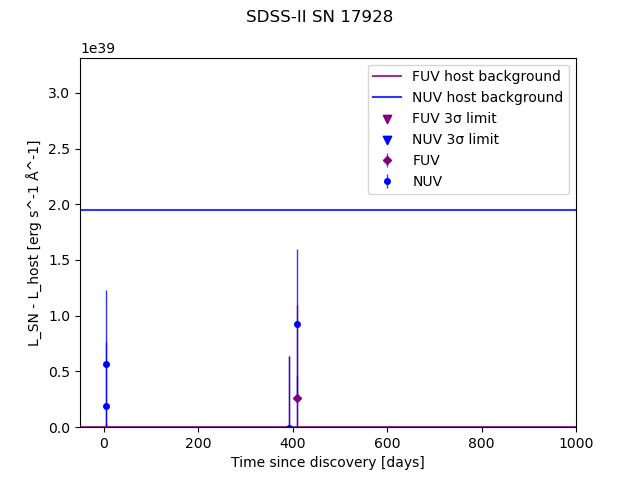 SDSS-II SN 17928
1e39
FUV host background
NUV host background
FUV 3σ limit
NUV 3σ limit
FUV
NUV
3.0
2.5
2.0
1.5
1.0
0.5
0.0
L_SN - L_host [erg s^-1 Å^-1]
0 200 400 600 800 1000
Time since discovery [days]